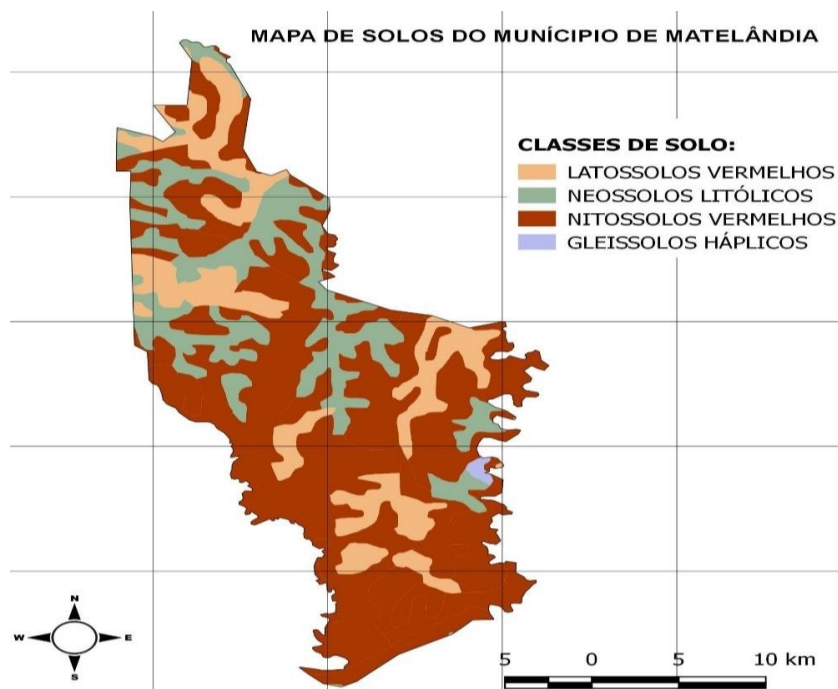 MAPA DE SOLOS DO MUNÍCIPIO DE MATELÂNDIA
CLASSES DE SOLO:
LATOSSOLOS VERMELHOS
NEOSSOLOS LITÓLICOS
NITOSSOLOS VERMELHOS
GLEISSOLOS HÁPLICOS
N
W E
S
5 0 5 10 km